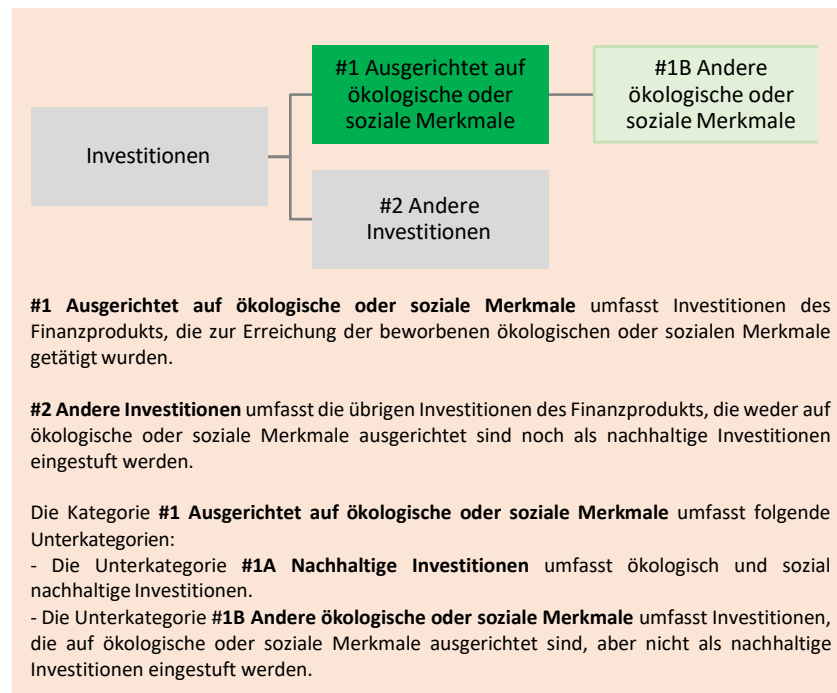 #1 Ausgerichtet auf
ökologische oder
soziale Merkmale
#1B Andere
ökologische oder
soziale Merkmale
Investitionen
#2 Andere
Investitionen
#1 Ausgerichtet auf ökologische oder soziale Merkmale umfasst Investitionen des
Finanzprodukts, die zur Erreichung der beworbenen ökologischen oder sozialen Merkmale
getätigt wurden.
#2 Andere Investitionen umfasst die übrigen Investitionen des Finanzprodukts, die weder auf
ökologische oder soziale Merkmale ausgerichtet sind noch als nachhaltige Investitionen
eingestuft werden.
Die Kategorie #1 Ausgerichtet auf ökologische oder soziale Merkmale umfasst folgende
Unterkategorien:
- Die Unterkategorie #1A Nachhaltige Investitionen umfasst ökologisch und sozial
nachhaltige Investitionen.
- Die Unterkategorie #1B Andere ökologische oder soziale Merkmale umfasst Investitionen,
die auf ökologische oder soziale Merkmale ausgerichtet sind, aber nicht als nachhaltige
Investitionen eingestuft werden.